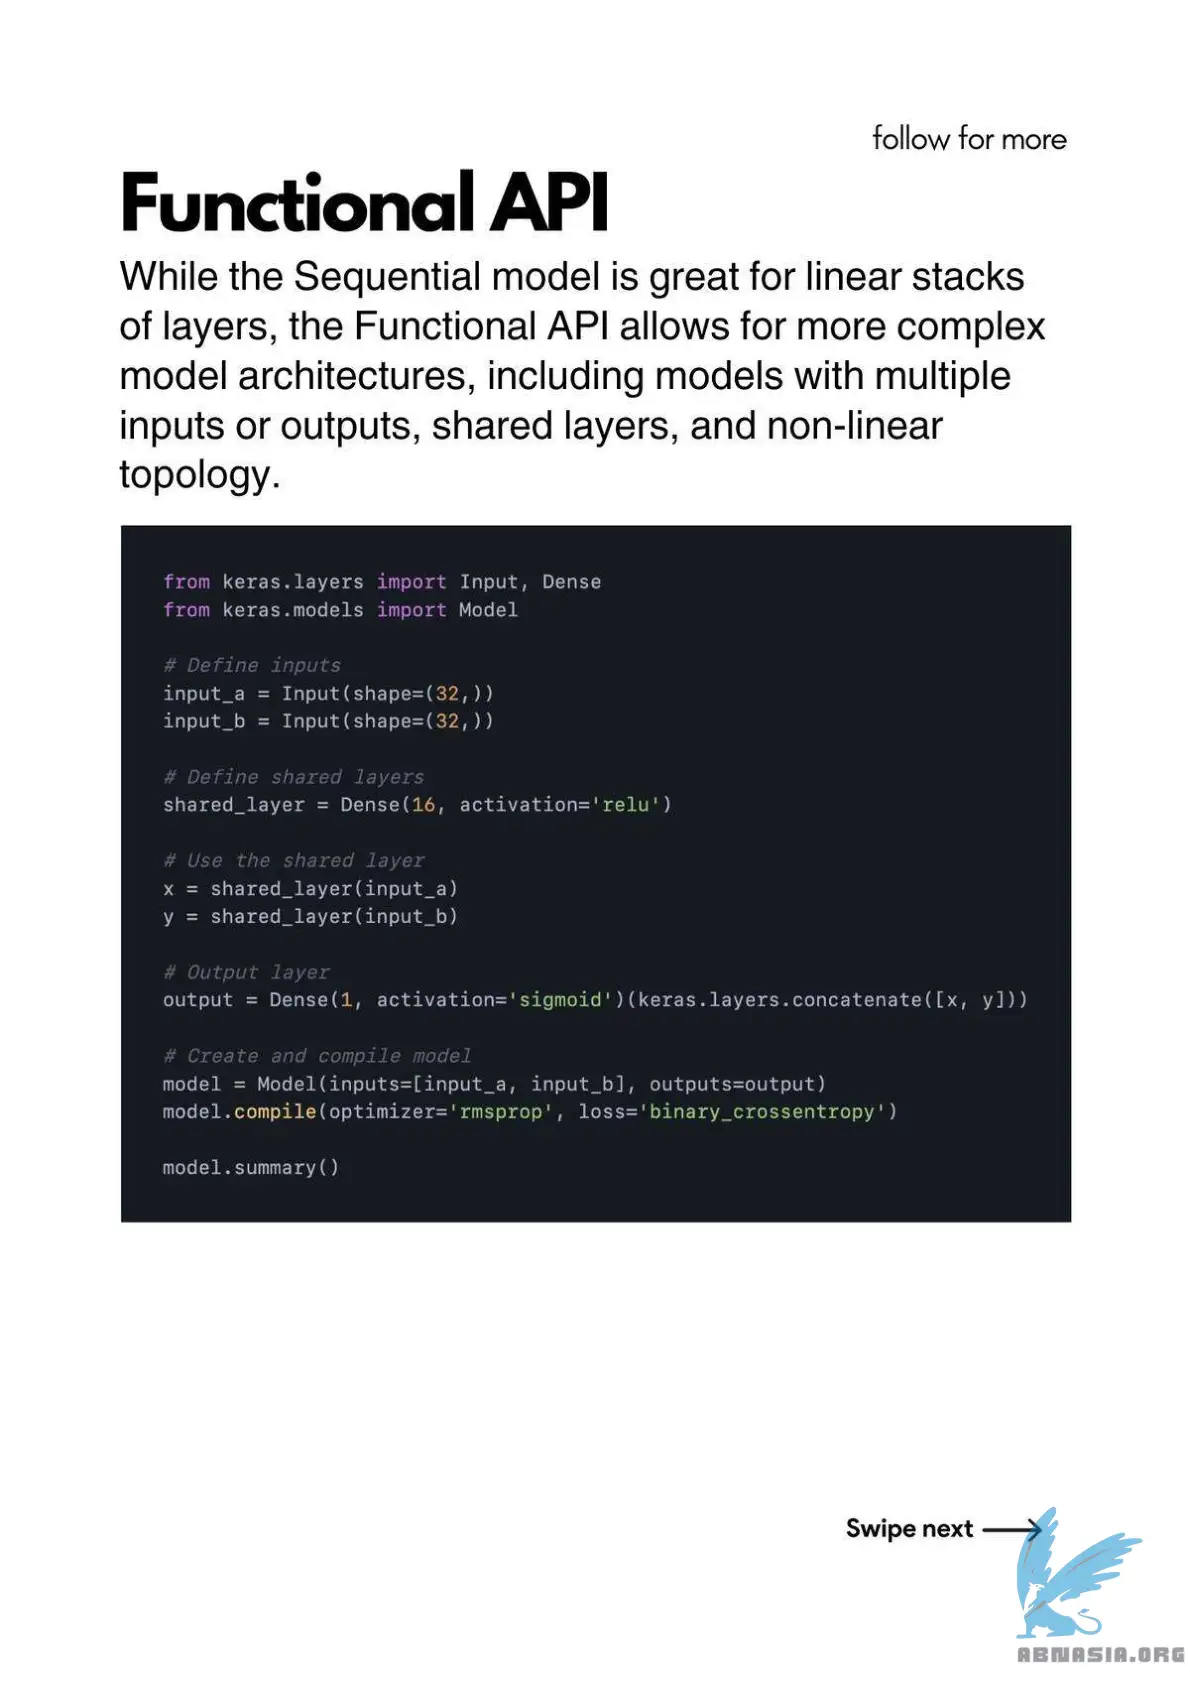 follow for more
Functional API
While the Sequential model is great for linear stacks
of layers, the Functional API allows for more complex
model architectures, including models with multiple
inputs or outputs, shared layers, and non-linear
topology.
from keras.layers import Input, Dense
from keras.models import Model
# Define inputs
input_a = Input(shape=(32,))
input_b = Input(shape=(32,))
# Define shared layers
shared_layer = Dense(16, activation='relu')
# Use the shared layer
x = shared_layer(input_a)
y = shared_layer(input_b)
# Output layer
output = Dense(1, activation='sigmoid')(keras.layers.concatenate([x, y]))
# Create and compile model
model = Model(inputs=[input_a, input_b], outputs=output)
model.compile(optimizer='rmsprop', loss='binary_crossentropy')
model.summary()
Swipe next
ABNASIA.ORG